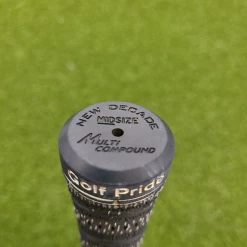 NEW DECADE
MIDSIZE
MULTI
COMPOUND
Golf Pride